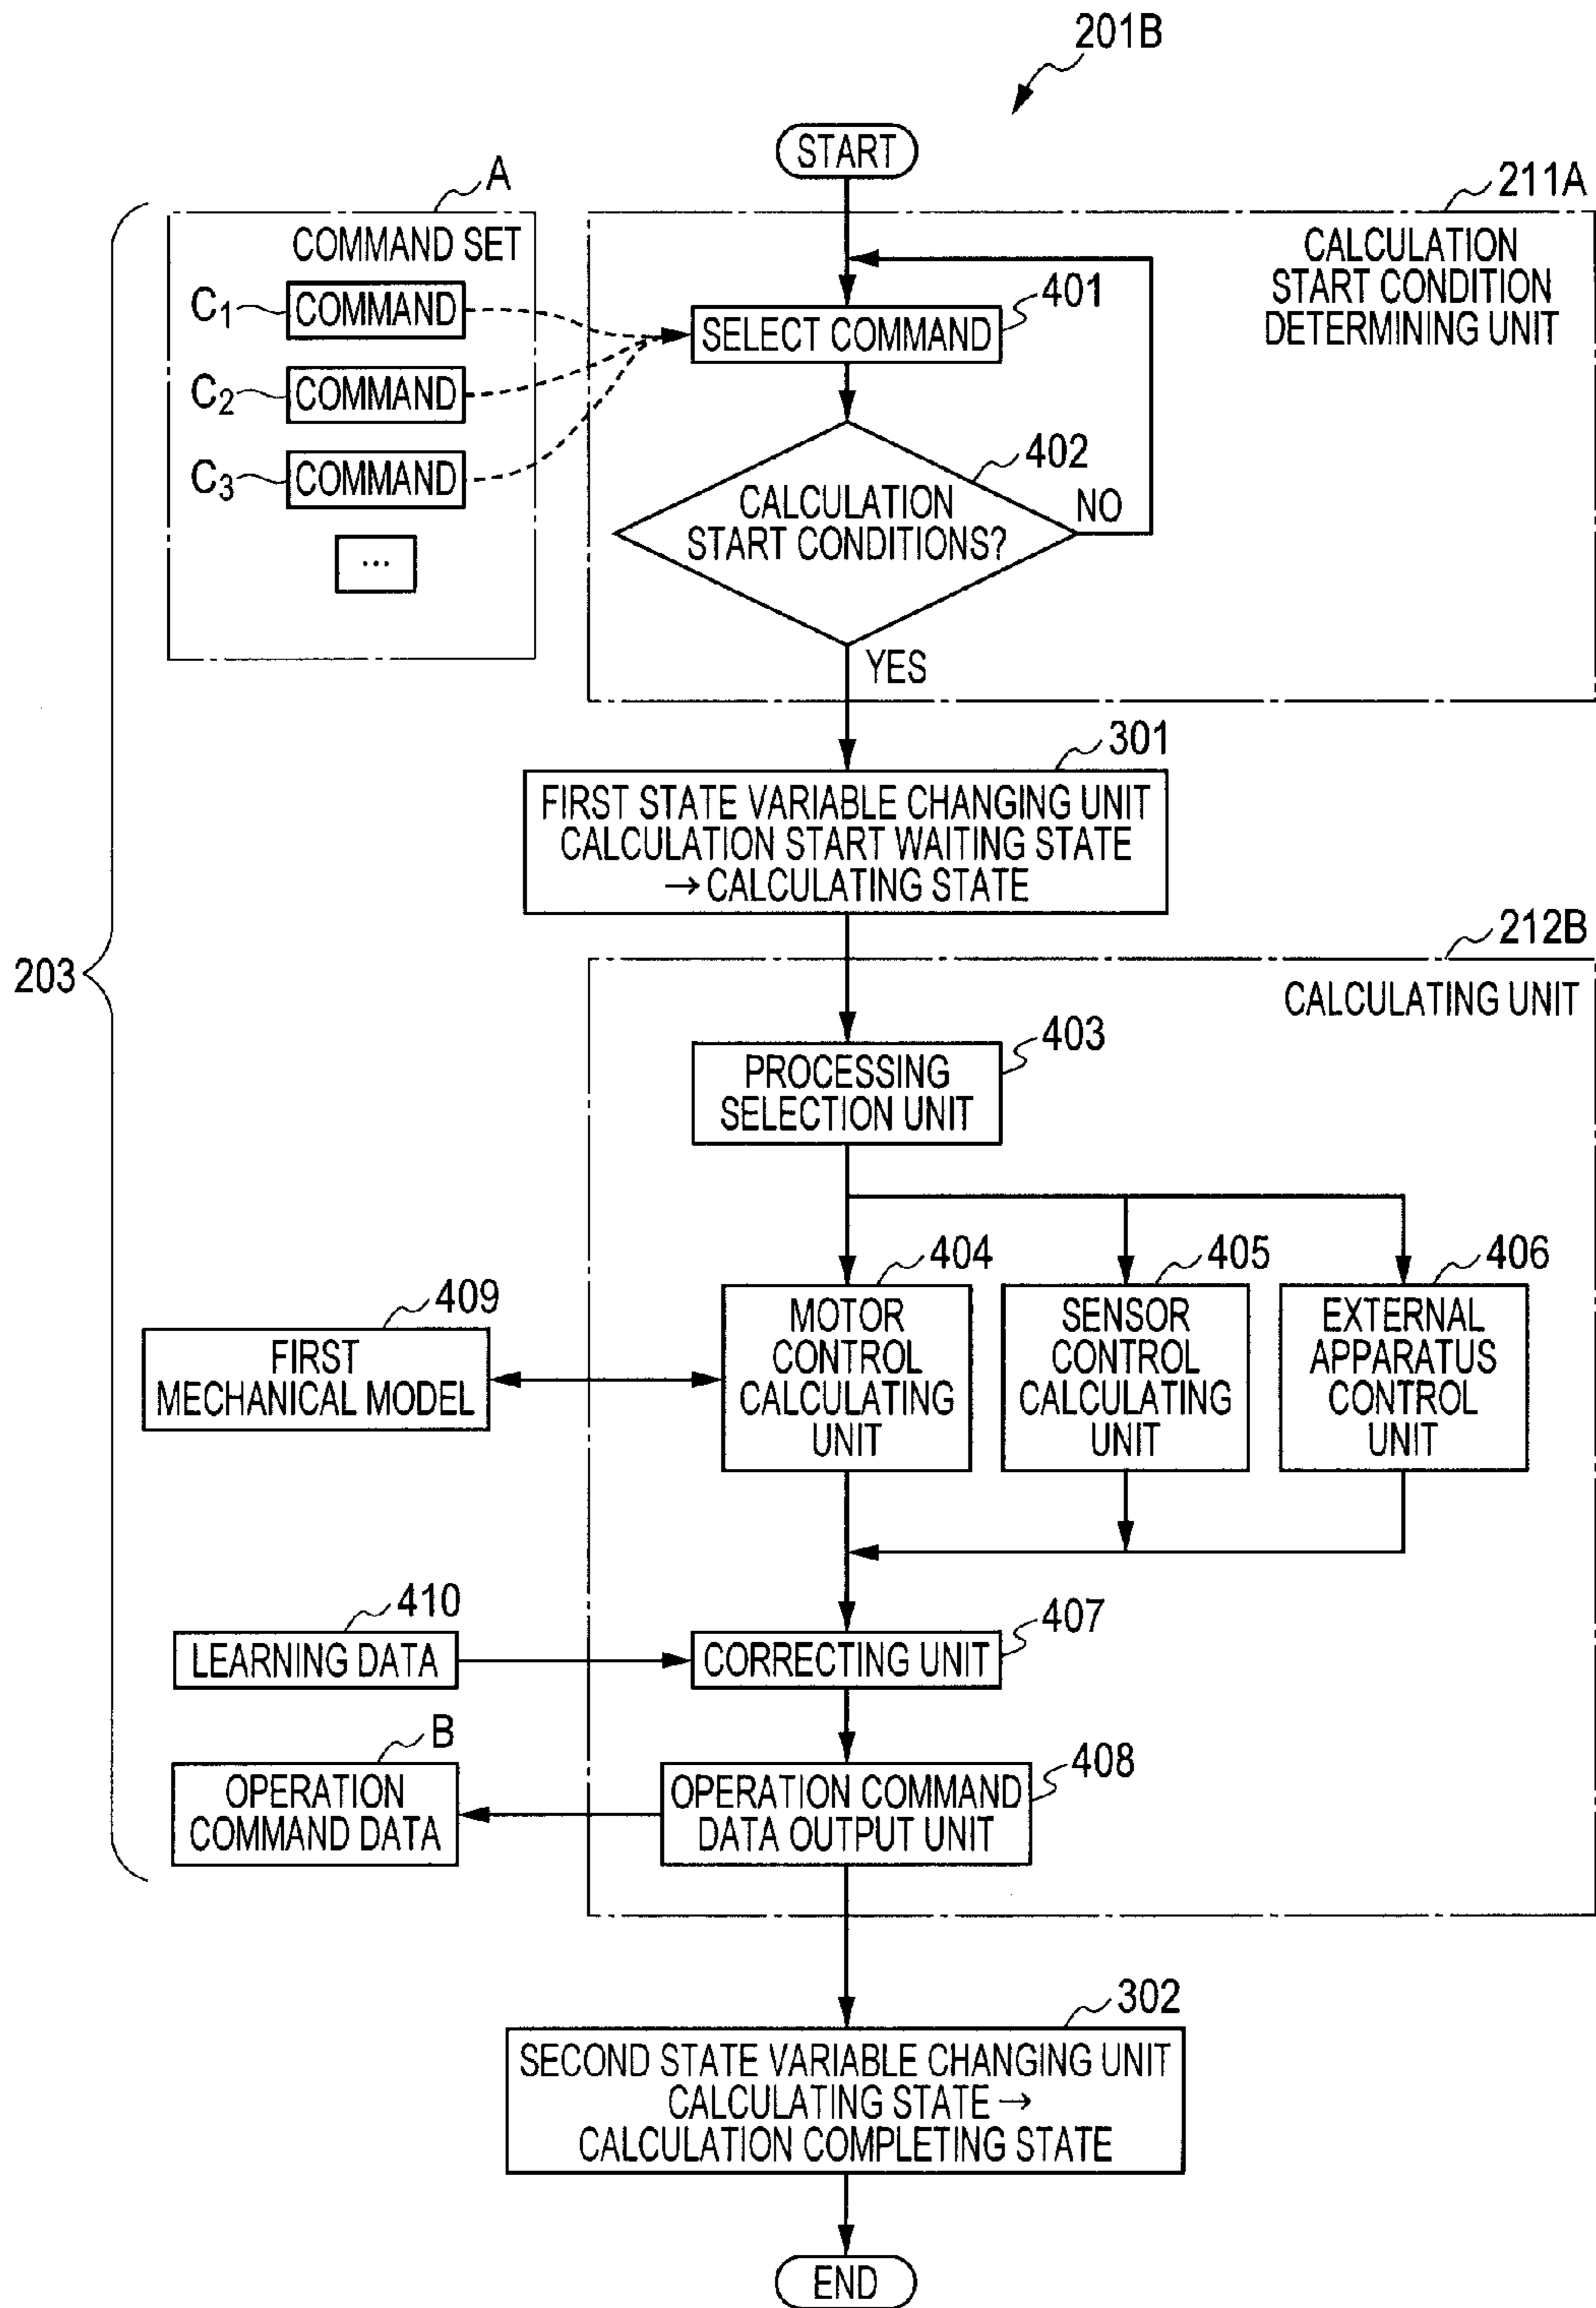 201B
START
A
211A
COMMAND SET
CALCULATION
START CONDITION
DETERMINING UNIT
C1
COMMAND
401
SELECT COMMAND
C2
COMMAND
402
C3
COMMAND
CALCULATION
START CONDITIONS?
NO
...
YES
301
FIRST STATE VARIABLE CHANGING UNIT
CALCULATION START WAITING STATE
→ CALCULATING STATE
203
212B
CALCULATING UNIT
403
PROCESSING
SELECTION UNIT
404
405
406
409
FIRST
MECHANICAL MODEL
MOTOR
CONTROL
CALCULATING
UNIT
SENSOR
CONTROL
CALCULATING
UNIT
EXTERNAL
APPARATUS
CONTROL
UNIT
410
LEARNING DATA
407
CORRECTING UNIT
B
OPERATION
COMMAND DATA
408
OPERATION COMMAND
DATA OUTPUT UNIT
302
SECOND STATE VARIABLE CHANGING UNIT
CALCULATING STATE →
CALCULATION COMPLETING STATE
END